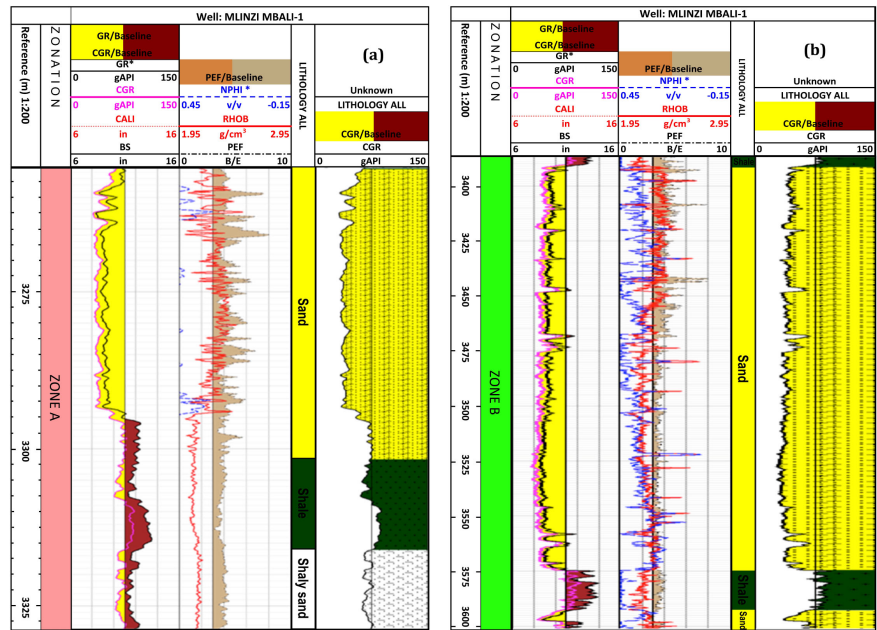 Well: MLINZI MBALI-1
Reference (m) 1:200
ZONATION
GR/Baseline
CGR/Baseline
GR*
0 gAPI 150
CGR
0 gAPI 150
CALI
6 in 16
BS
6 in 16
PEF/Baseline
NPHI *
0.45 v/v -0.15
RHOB
1.95 g/cm³ 2.95
PEF
0 B/E 10
LITHOLOGY ALL
(a)
Unknown
LITHOLOGY ALL
CGR/Baseline
CGR
0 gAPI 150
3275
3300
3325
ZONE A
Sand
Shale
Shaly sand
Well: MLINZI MBALI-1
Reference (m) 1:200
ZONATION
GR/Baseline
CGR/Baseline
GR*
0 gAPI 150
CGR
0 gAPI 150
CALI
6 in 16
BS
6 in 16
PEF/Baseline
NPHI *
0.45 v/v -0.15
RHOB
1.95 g/cm³ 2.95
PEF
0 B/E 10
LITHOLOGY ALL
(b)
Unknown
LITHOLOGY ALL
CGR/Baseline
CGR
0 gAPI 150
3400
3425
3450
3475
3500
3525
3550
3575
3600
ZONE B
Shale
Sand
Shale
Sand